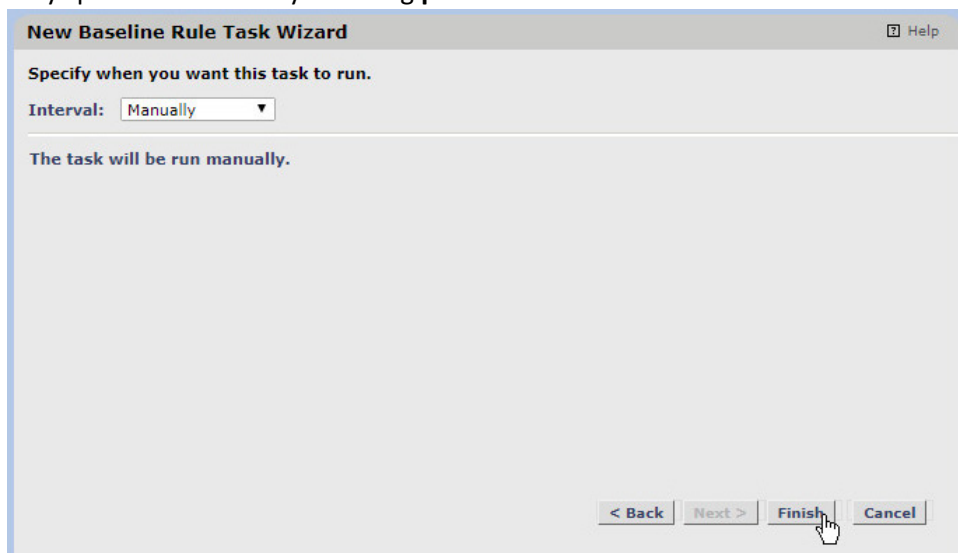 New Baseline Rule Task Wizard
Help
Specify when you want this task to run.
Interval: Manually
The task will be run manually.
< Back Next > Finish Cancel